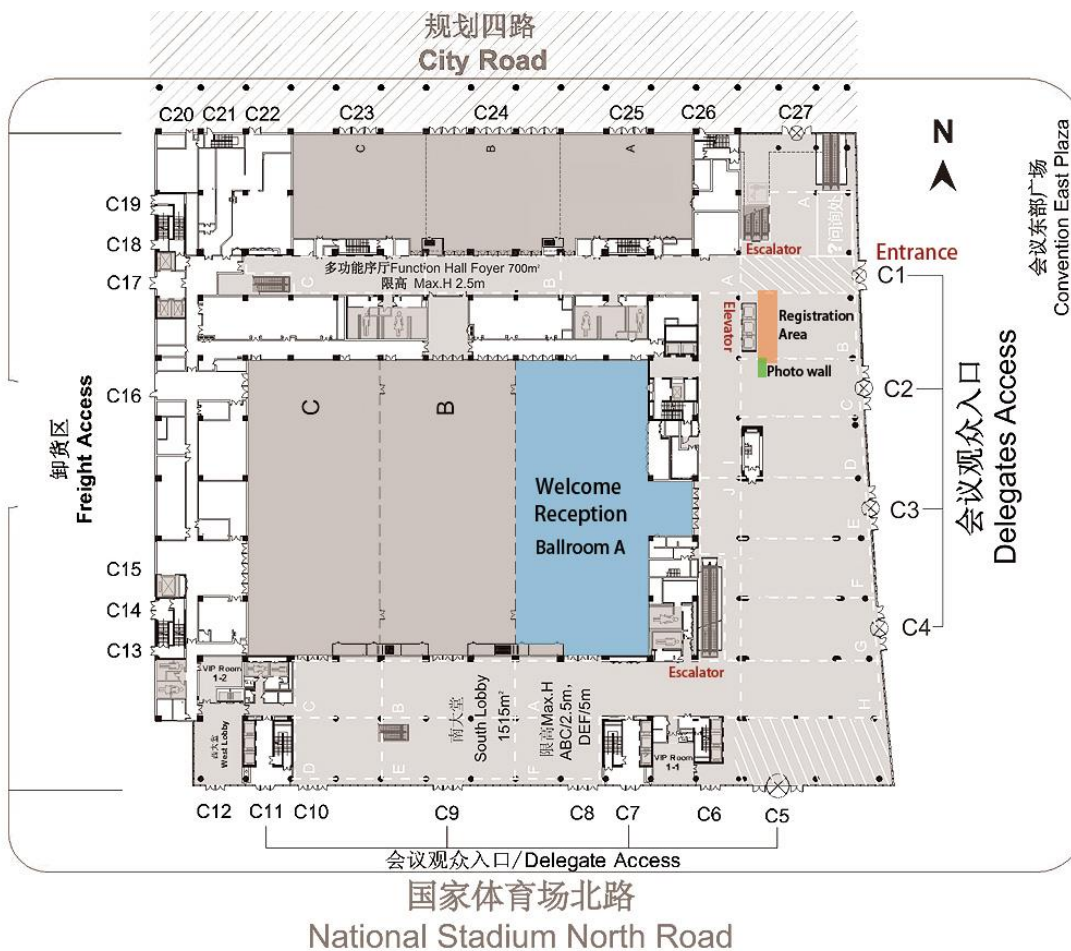 规划四路
City Road
C20
C21
C22
C23
C24
C25
C26
C27
N
会议东部广场
Convention East Plaza
C
B
A
A
?问询处
C19
C18
C17
Escalator
Entrance
C1
多功能序厅Function Hall Foyer 700m²
限高 Max.H 2.5m
C
B
A
Elevator
Registration
Area
B
Photo wall
C2
C
C16
卸货区
Freight Access
C
B
Welcome
Reception
Ballroom A
I
J
D
C3
E
会议观众入口
Delegates Access
C15
C14
C13
F
C4
G
Escalator
VIP Room
1-2
H
C
B
A
南大堂
South Lobby
1515m²
限高Max.H
ABC/2.5m,
DEF/5m
West Lobby
D
E
F
VIP Room
1-1
C12
C11
C10
C9
C8
C7
C6
C5
会议观众入口/Delegate Access
国家体育场北路
National Stadium North Road